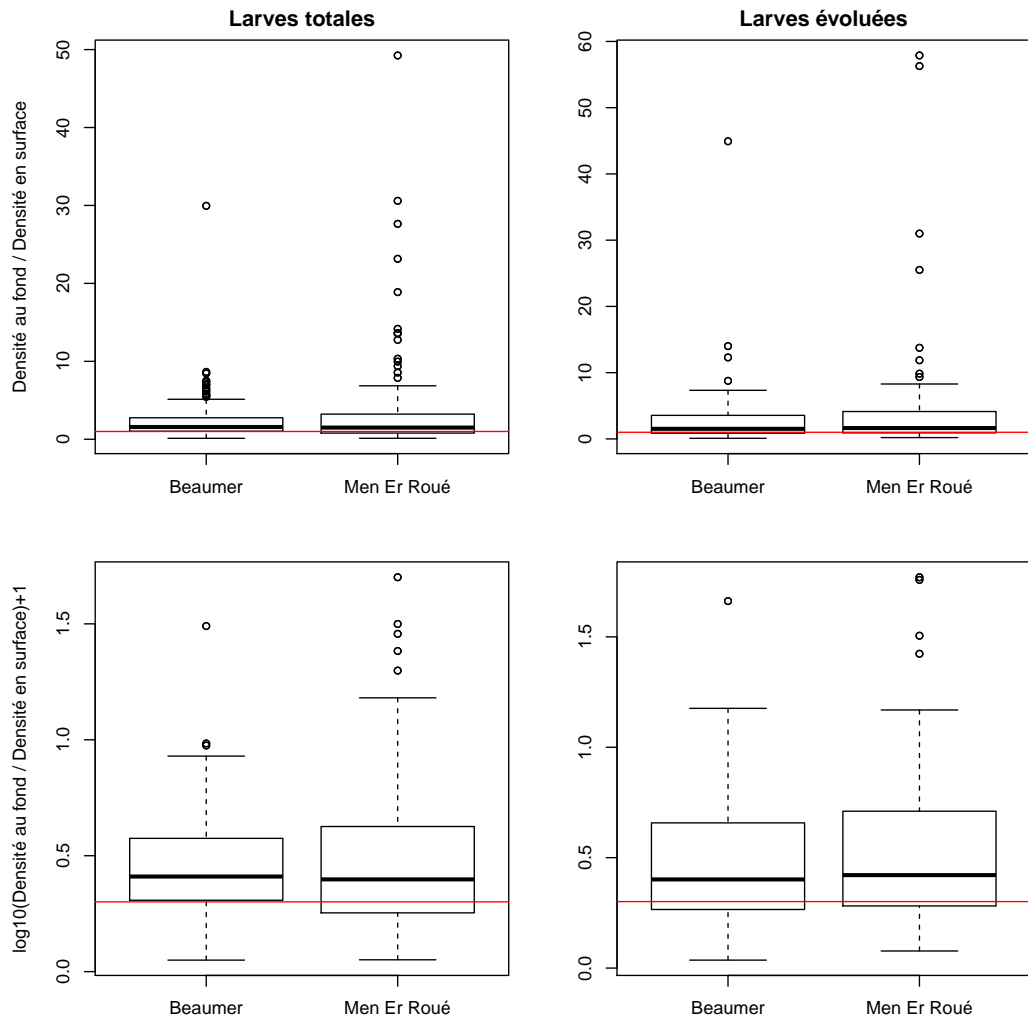 Larves totales
Larves évoluées
Densité au fond / Densité en surface
50
40
30
20
10
0
Beaumer
Men Er Roué
60
50
40
30
20
10
0
Beaumer
Men Er Roué
log10(Densité au fond / Densité en surface)+1
1.5
1.0
0.5
0.0
Beaumer
Men Er Roué
1.5
1.0
0.5
0.0
Beaumer
Men Er Roué